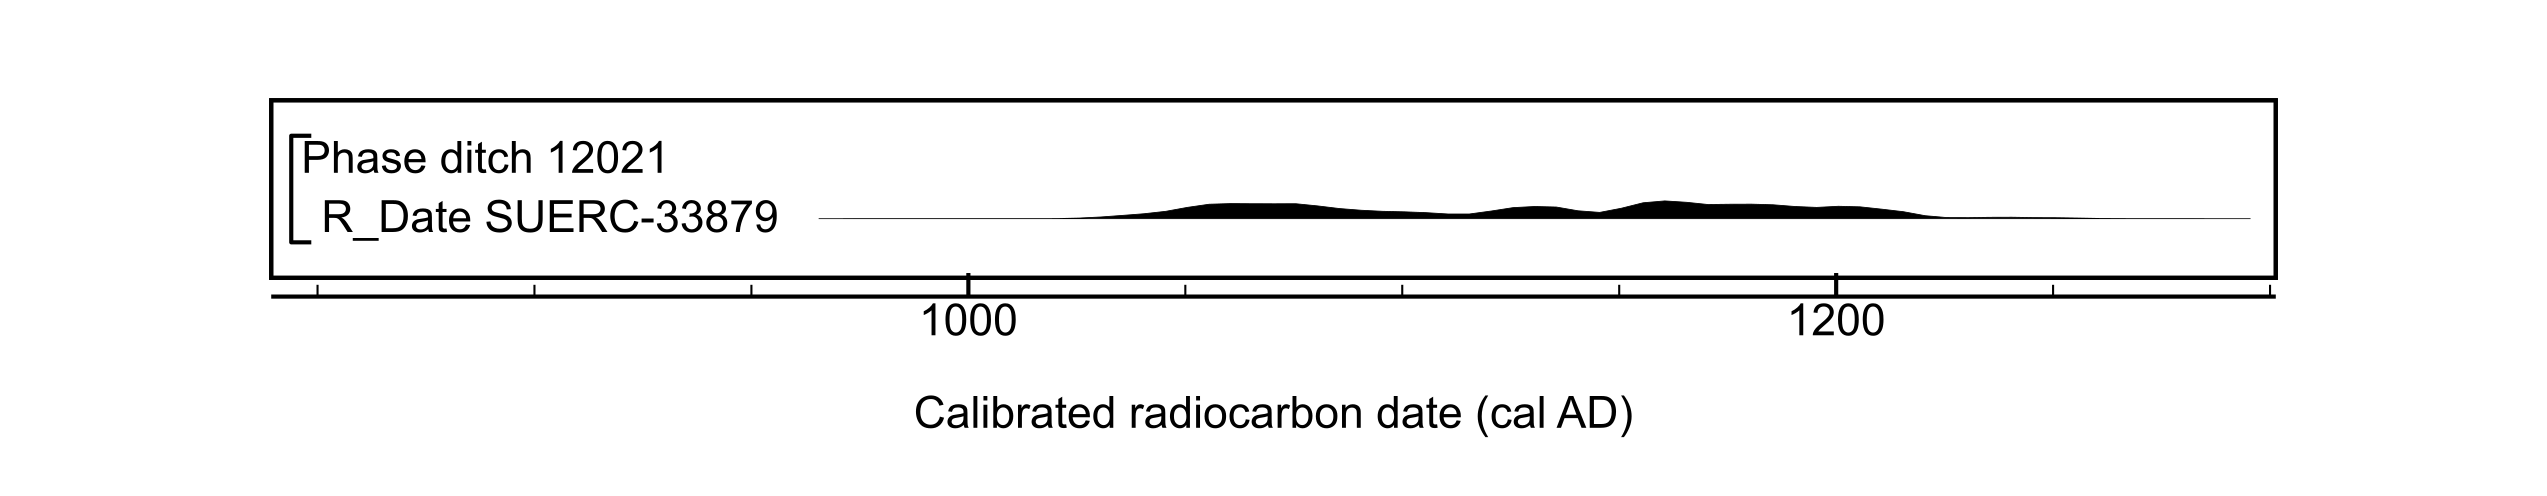 Phase ditch 12021
R_Date SUERC-33879
1000 1200
Calibrated radiocarbon date (cal AD)